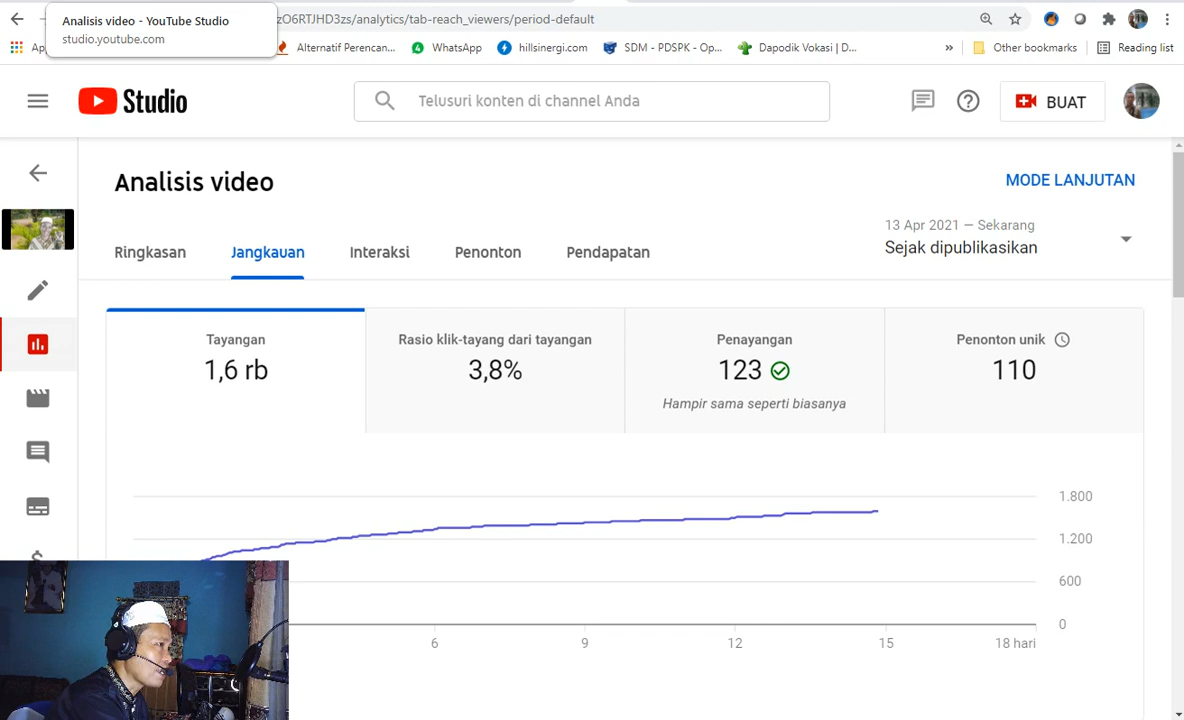 Analisis video - YouTube Studio
studio.youtube.com
zO6RTJHD3zs/analytics/tab-reach_viewers/period-default
Alternatif Perencan...
WhatsApp
hillsinergi.com
SDM - PDSPK - Op...
Dapodik Vokasi | D...
»
Other bookmarks
Reading list
Studio
Telusuri konten di channel Anda
BUAT
Analisis video
MODE LANJUTAN
13 Apr 2021 — Sekarang
Sejak dipublikasikan
Ringkasan
Jangkauan
Interaksi
Penonton
Pendapatan
Tayangan
1,6 rb
Rasio klik-tayang dari tayangan
3,8%
Penayangan
123
Hampir sama seperti biasanya
Penonton unik
110
1.800
1.200
600
0
6
9
12
15
18 hari